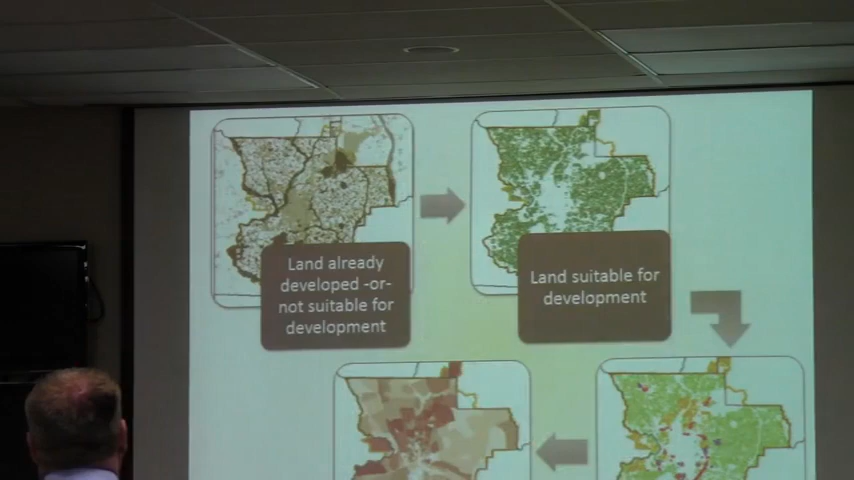 Land already
developed -or-
not suitable for
development
Land suitable for
development